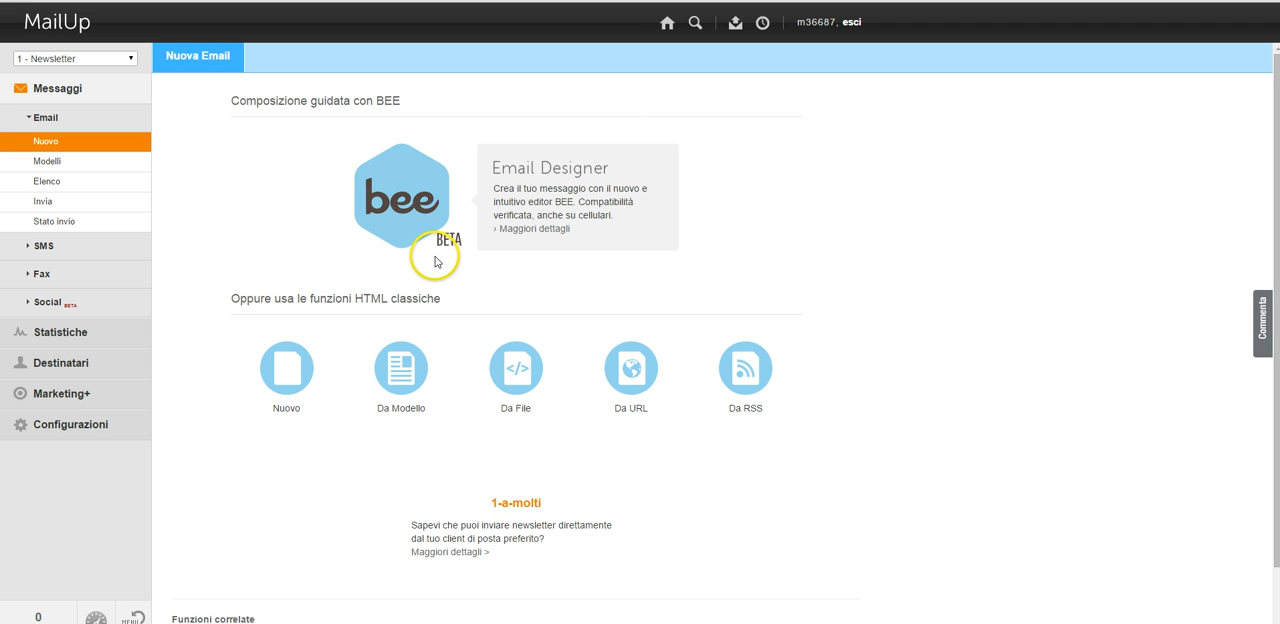 MailUp
m36687, esci
1 - Newsletter
Nuova Email
Messaggi
Email
Nuovo
Modelli
Elenco
Invia
Stato invio
SMS
Fax
Social BETA
Statistiche
Destinatari
Marketing+
Configurazioni
0
MENU
Composizione guidata con BEE
bee
BETA
Email Designer
Crea il tuo messaggio con il nuovo e
intuitivo editor BEE. Compatibilità
verificata, anche su cellulari.
› Maggiori dettagli
Oppure usa le funzioni HTML classiche
</>
Nuovo
Da Modello
Da File
Da URL
Da RSS
1-a-molti
Sapevi che puoi inviare newsletter direttamente
dal tuo client di posta preferito?
Maggiori dettagli >
Funzioni correlate
Commenta